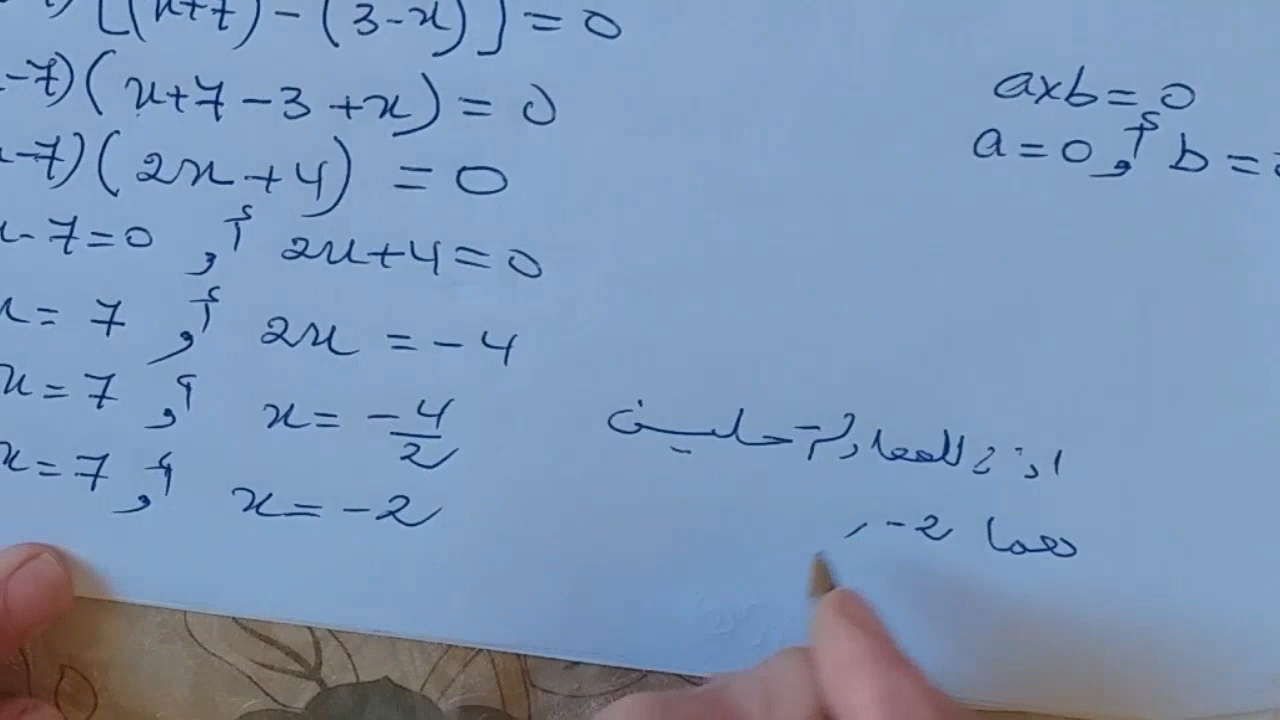 [(x+7) - (3-x)] = 0
-7)(x+7-3+x) = 0
-7)(2x+4) = 0
x-7=0 أو 2x+4=0
x=7 أو 2x = -4
x=7 أو x= -4/2
x=7 أو x= -2
axb=0
a=0 أو b=
اذن للمعادلة حلين
هما -2 ,